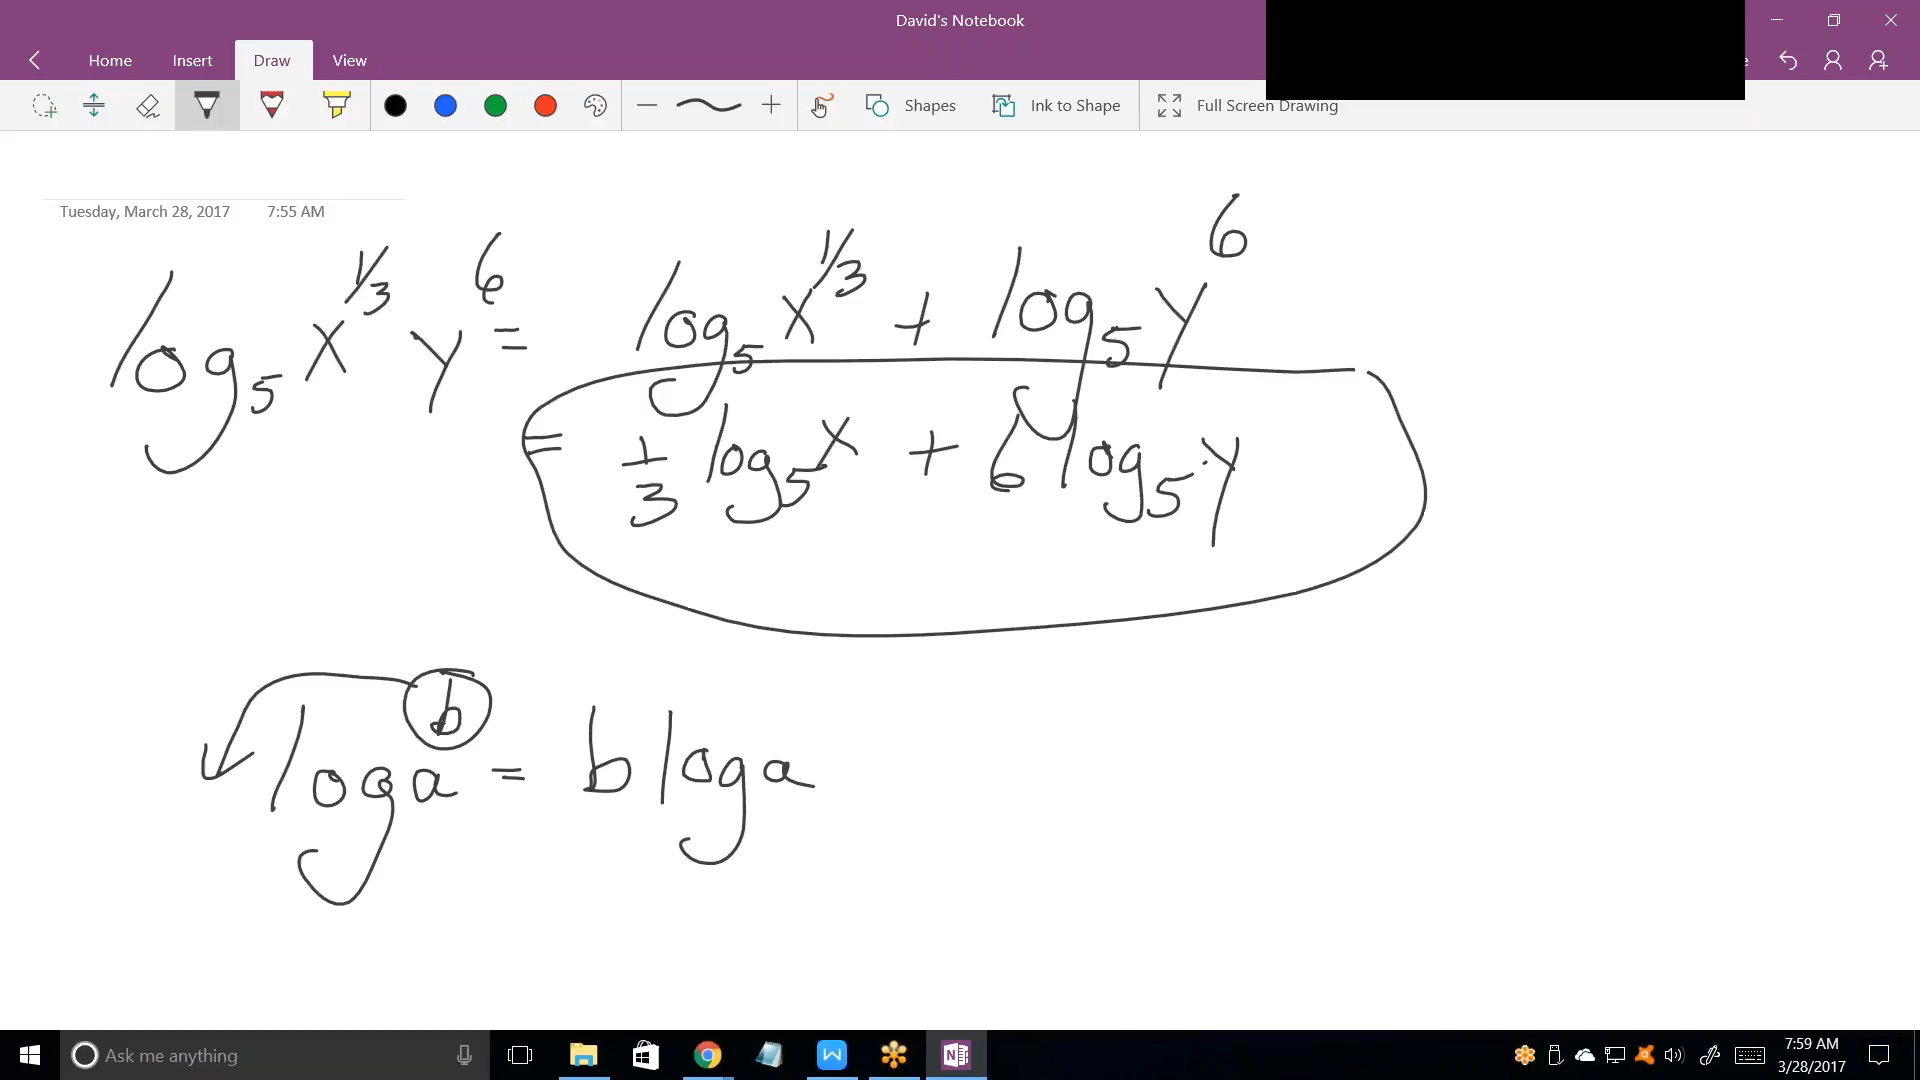 David's Notebook
Home Insert Draw View
Shapes Ink to Shape Full Screen Drawing
Tuesday, March 28, 2017 7:55 AM
log₅ x^1/3 y^6 = log₅ x^1/3 + log₅ y^6
= 1/3 log₅ x + 6 log₅ y
log a^b = b log a
Ask me anything
7:59 AM
3/28/2017